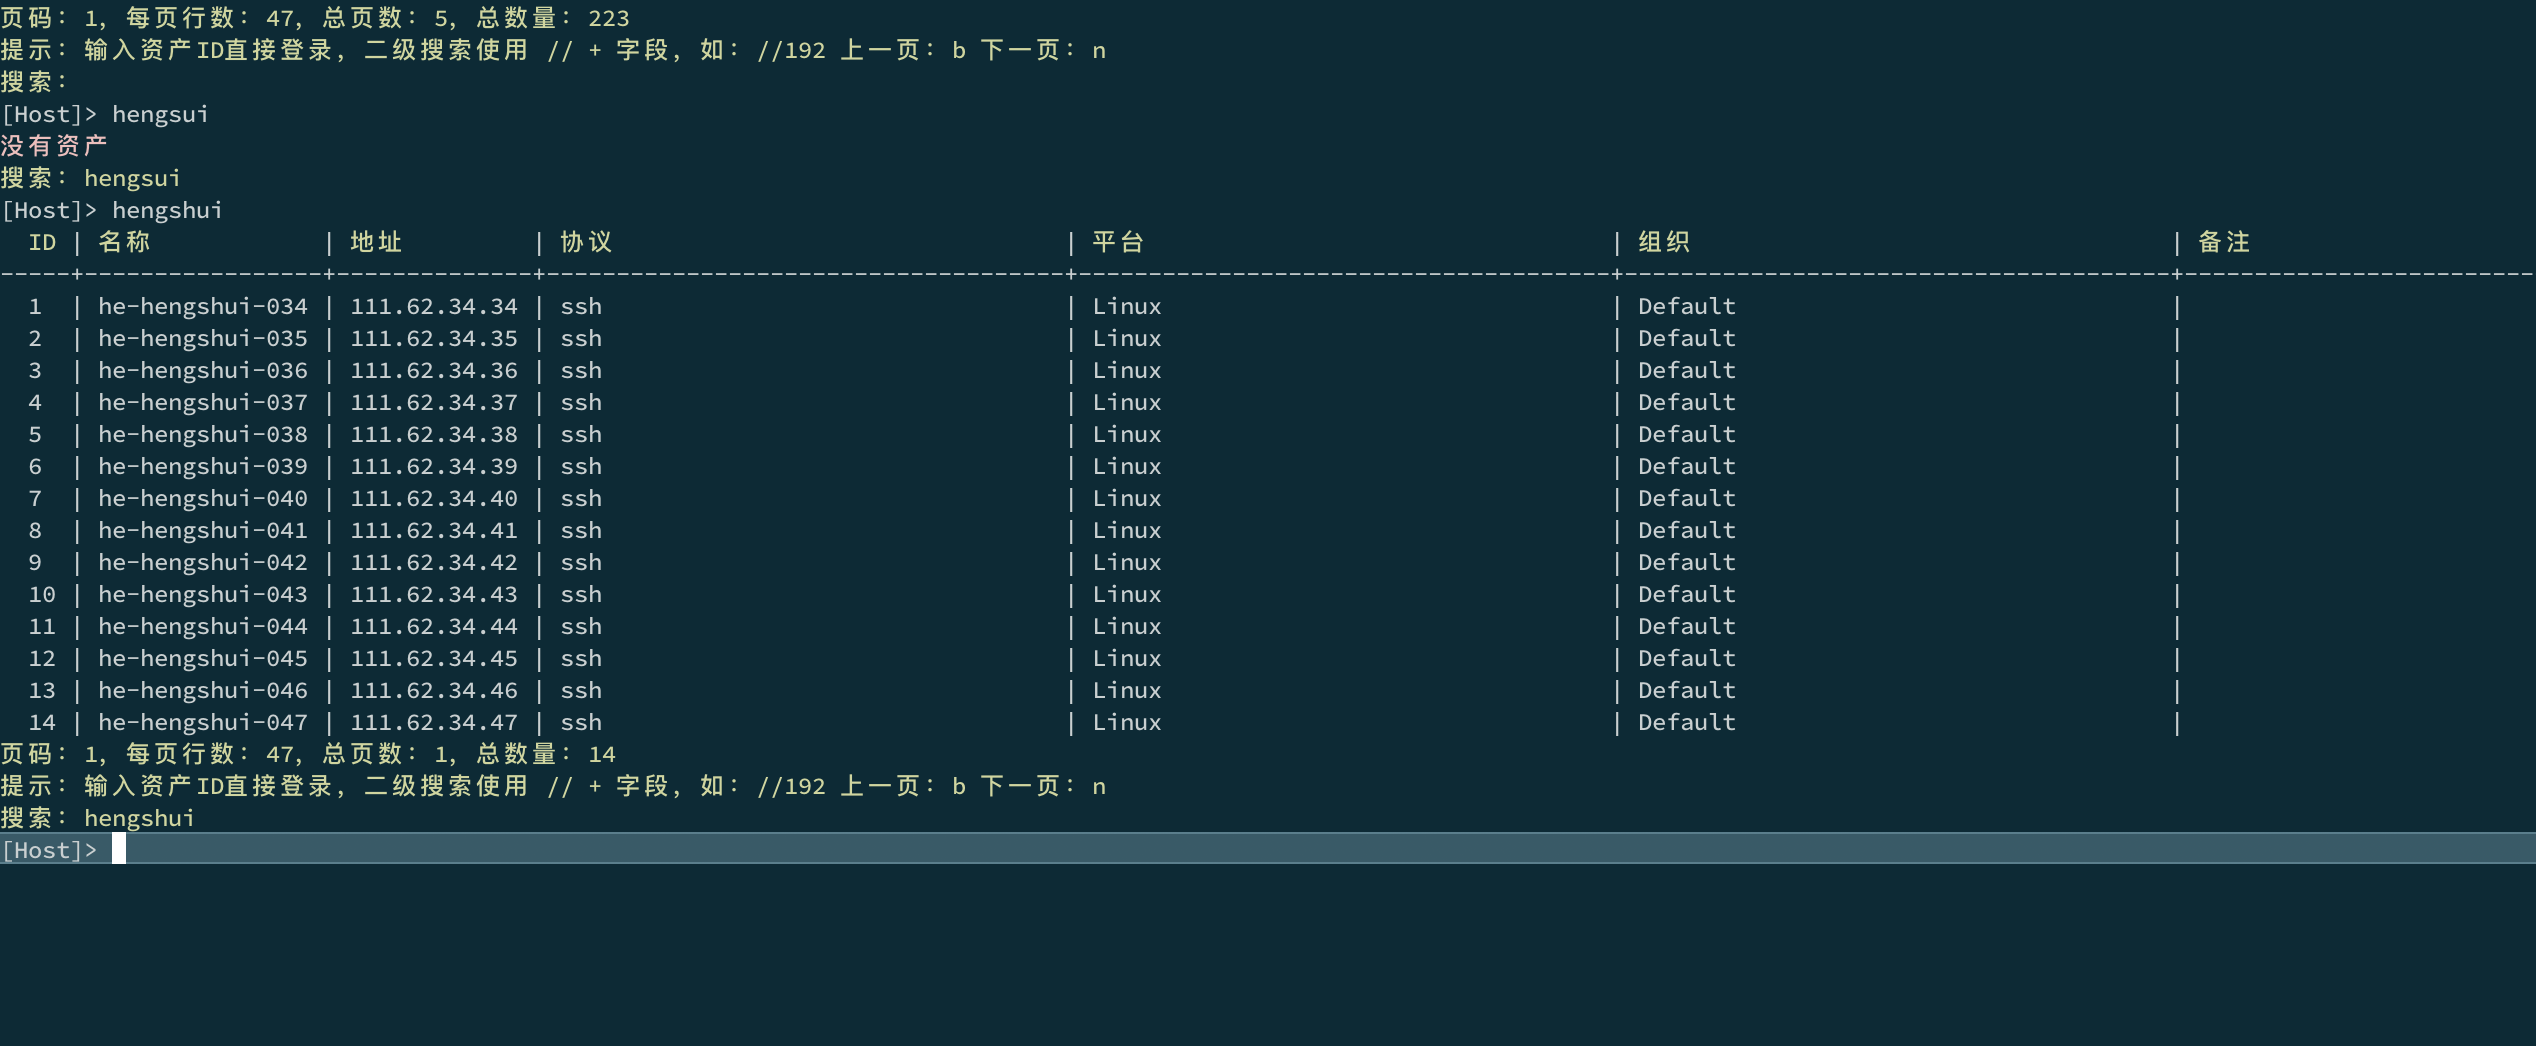 页码: 1, 每页行数: 47, 总页数: 5, 总数量: 223
提示: 输入资产ID直接登录, 二级搜索使用 // + 字段, 如: //192 上一页: b 下一页: n
搜索:
[Host]> hengsui
没有资产
搜索: hengsui
[Host]> hengshui
ID | 名称 | 地址 | 协议 | 平台 | 组织 | 备注
-----+-----------------+--------------+-------------------------------------+--------------------------------------+---------------------------------------+-------------------------
1 | he-hengshui-034 | 111.62.34.34 | ssh | Linux | Default |
2 | he-hengshui-035 | 111.62.34.35 | ssh | Linux | Default |
3 | he-hengshui-036 | 111.62.34.36 | ssh | Linux | Default |
4 | he-hengshui-037 | 111.62.34.37 | ssh | Linux | Default |
5 | he-hengshui-038 | 111.62.34.38 | ssh | Linux | Default |
6 | he-hengshui-039 | 111.62.34.39 | ssh | Linux | Default |
7 | he-hengshui-040 | 111.62.34.40 | ssh | Linux | Default |
8 | he-hengshui-041 | 111.62.34.41 | ssh | Linux | Default |
9 | he-hengshui-042 | 111.62.34.42 | ssh | Linux | Default |
10 | he-hengshui-043 | 111.62.34.43 | ssh | Linux | Default |
11 | he-hengshui-044 | 111.62.34.44 | ssh | Linux | Default |
12 | he-hengshui-045 | 111.62.34.45 | ssh | Linux | Default |
13 | he-hengshui-046 | 111.62.34.46 | ssh | Linux | Default |
14 | he-hengshui-047 | 111.62.34.47 | ssh | Linux | Default |
页码: 1, 每页行数: 47, 总页数: 1, 总数量: 14
提示: 输入资产ID直接登录, 二级搜索使用 // + 字段, 如: //192 上一页: b 下一页: n
搜索: hengshui
[Host]>